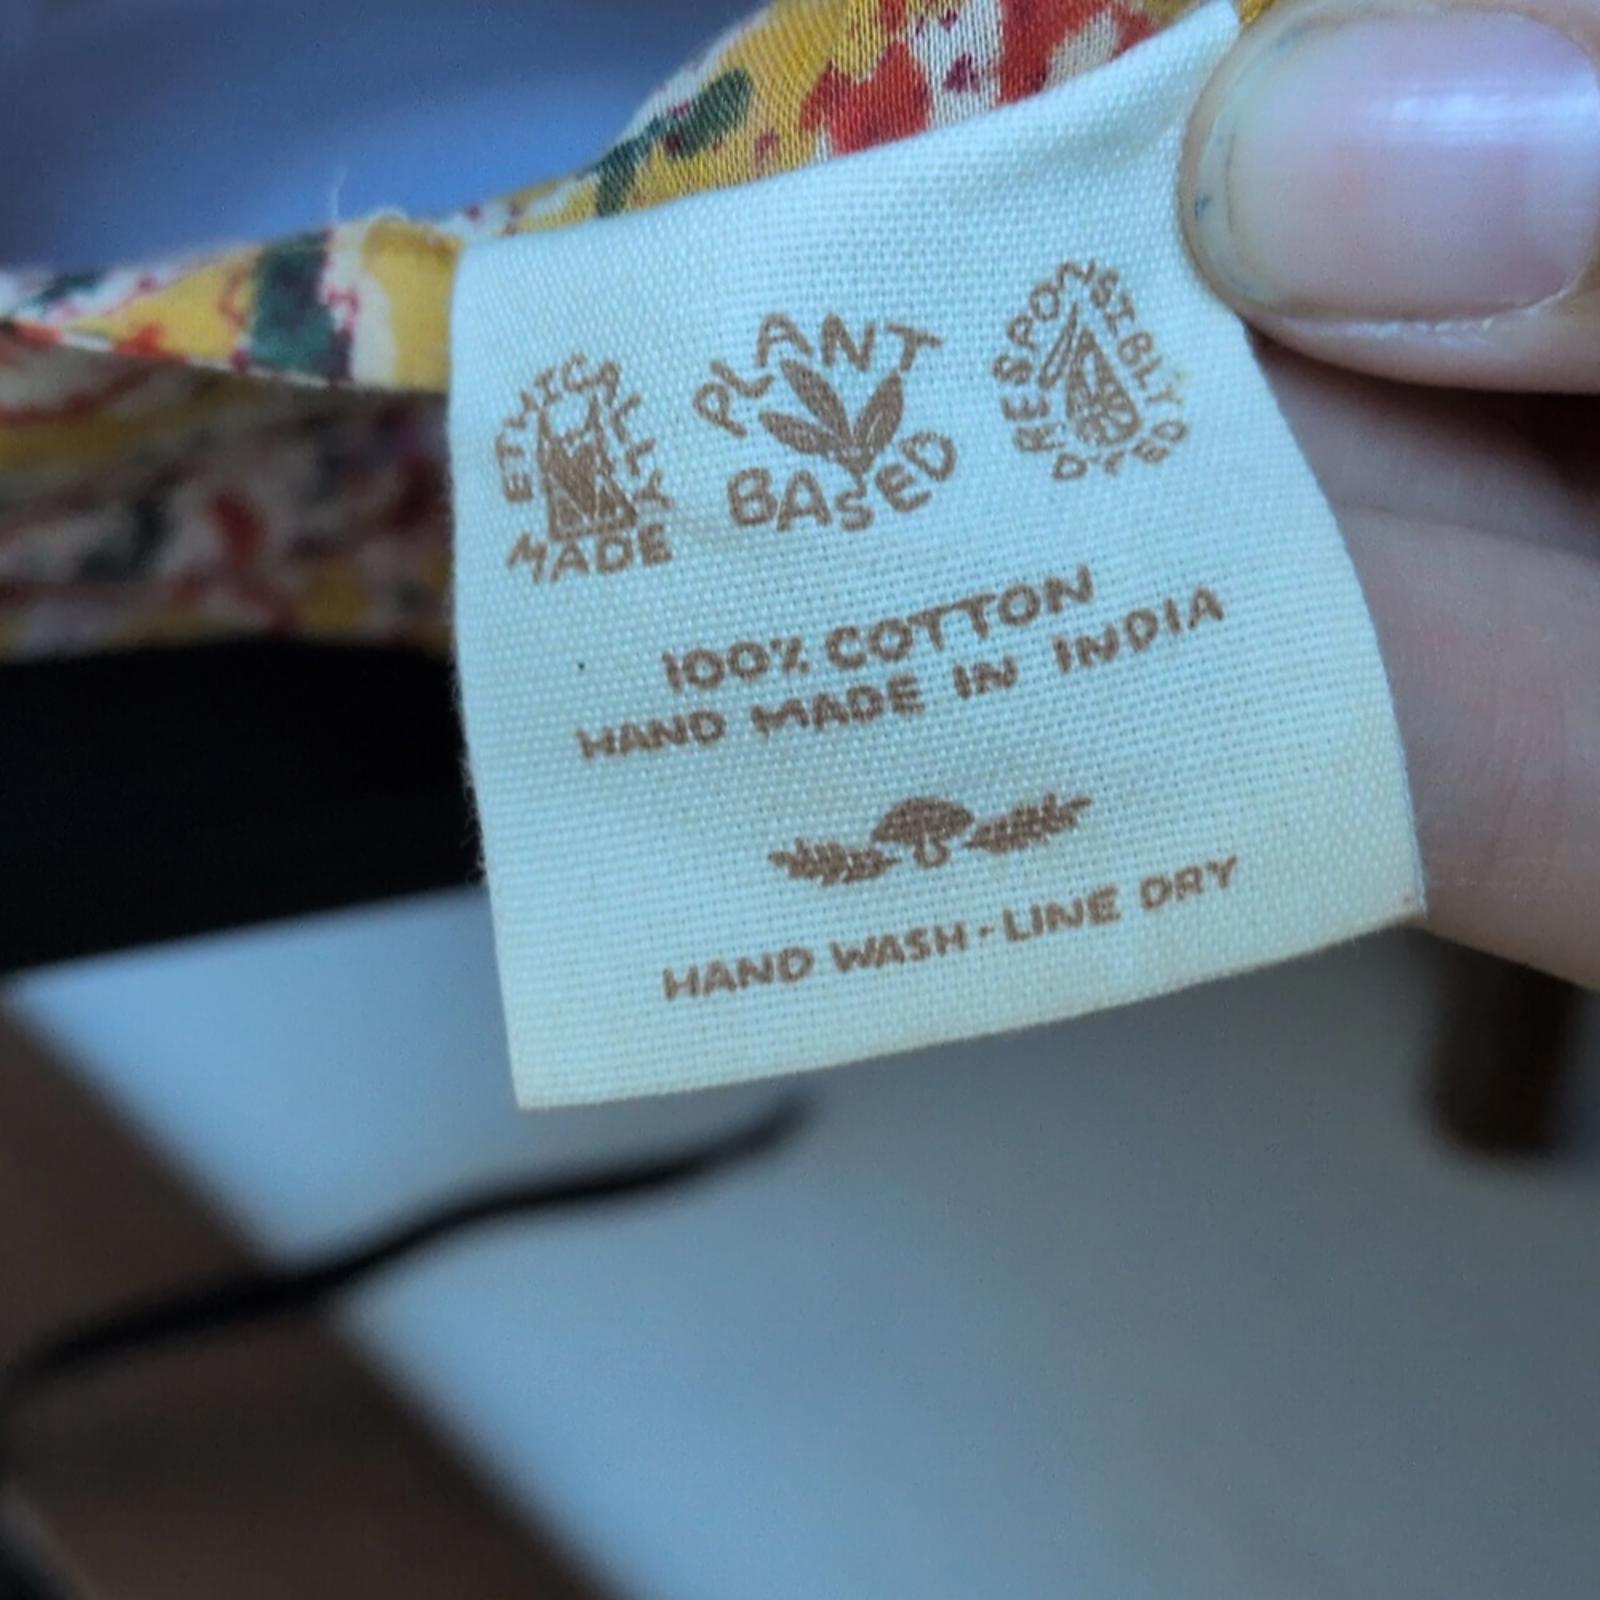 ETHICALLY MADE
PLANT BASED
RESPONSIBLY DYED
100% COTTON
HAND MADE IN INDIA
HAND WASH - LINE DRY